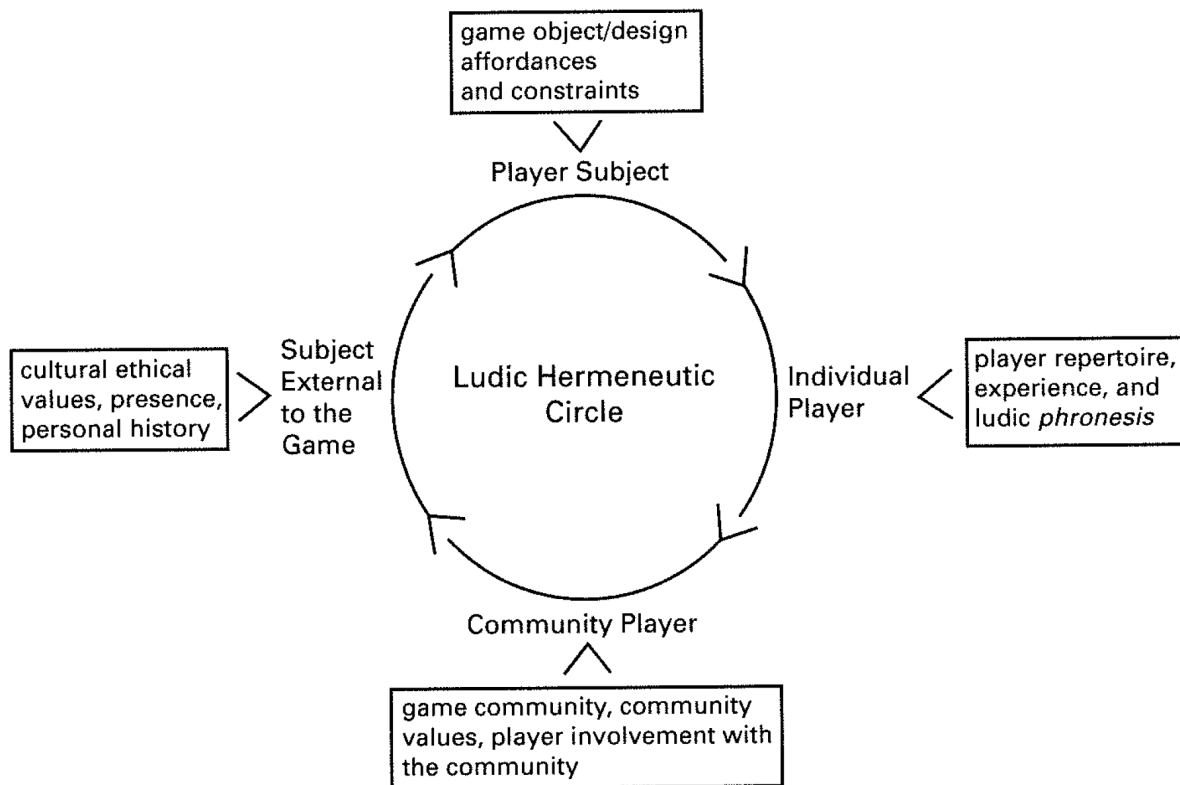 game object/design
affordances
and constraints
Player Subject
Subject
External
to the
Game
cultural ethical
values, presence,
personal history
Ludic Hermeneutic
Circle
Individual
Player
player repertoire,
experience, and
ludic phronesis
Community Player
game community, community
values, player involvement with
the community